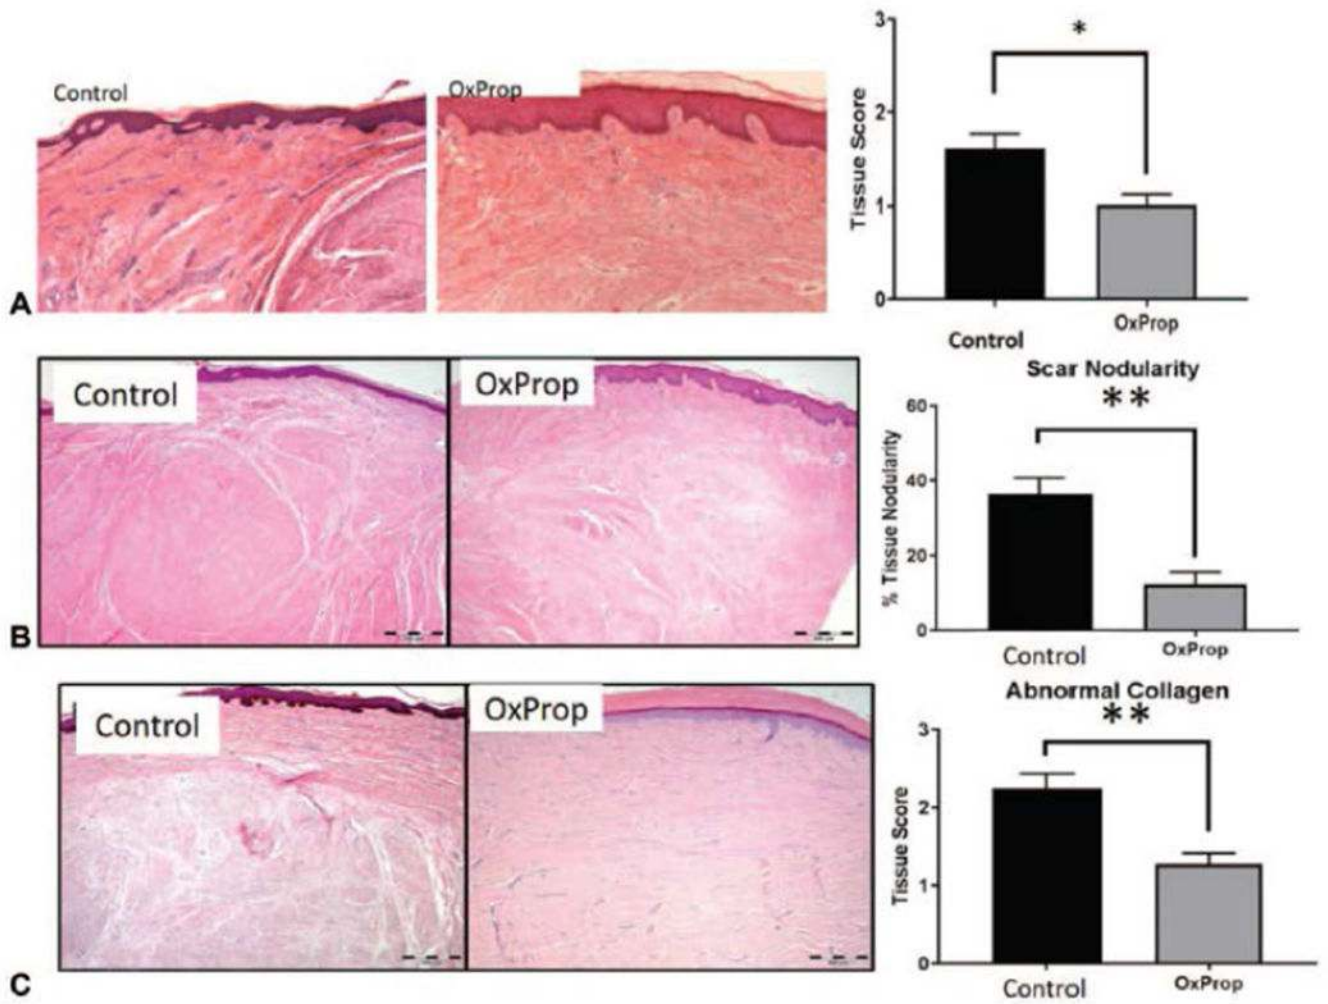 Control
OxProp
A
*
Tissue Score
3
2
1
0
Control
OxProp
Control
OxProp
B
Scar Nodularity
**
% Tissue Nodularity
60
40
20
0
Control
OxProp
Control
OxProp
C
Abnormal Collagen
**
Tissue Score
3
2
1
0
Control
OxProp